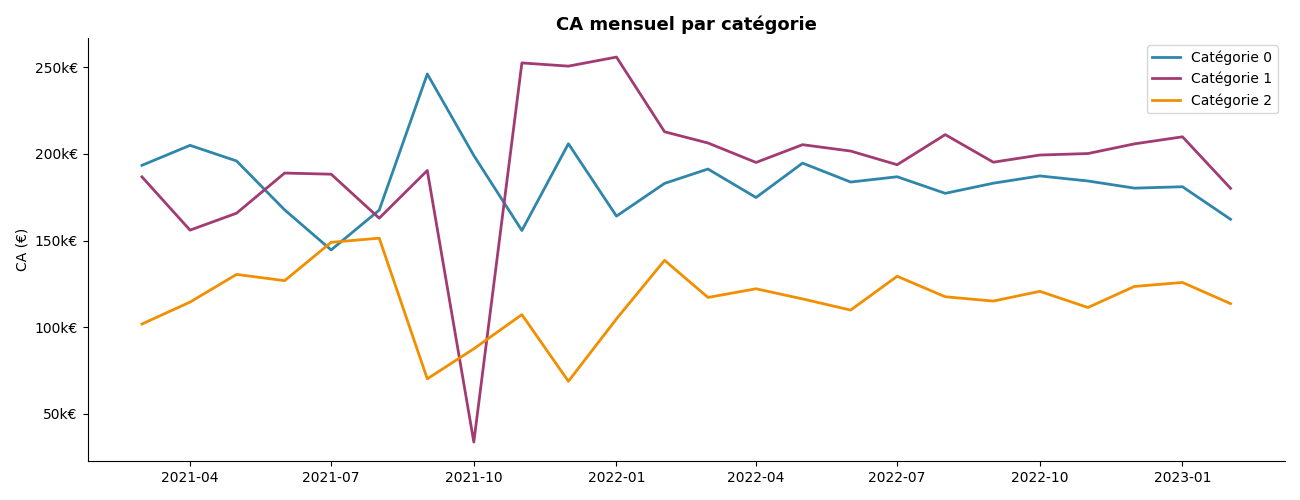 CA mensuel par catégorie
Catégorie 0
Catégorie 1
Catégorie 2
CA (€)
250k€
200k€
150k€
100k€
50k€
2021-04
2021-07
2021-10
2022-01
2022-04
2022-07
2022-10
2023-01